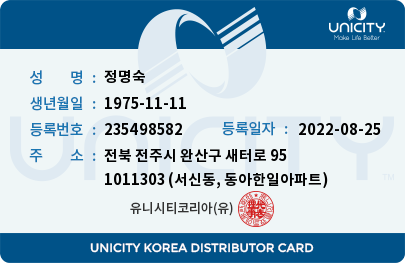 UNICITY
Make Life Better
성 명 : 정명숙
생년월일 : 1975-11-11
등록번호 : 235498582 등록일자 : 2022-08-25
주 소 : 전북 전주시 완산구 새터로 95
1011303 (서신동, 동아한일아파트)
유니시티코리아(유)
UNICITY
UNICITY KOREA DISTRIBUTOR CARD